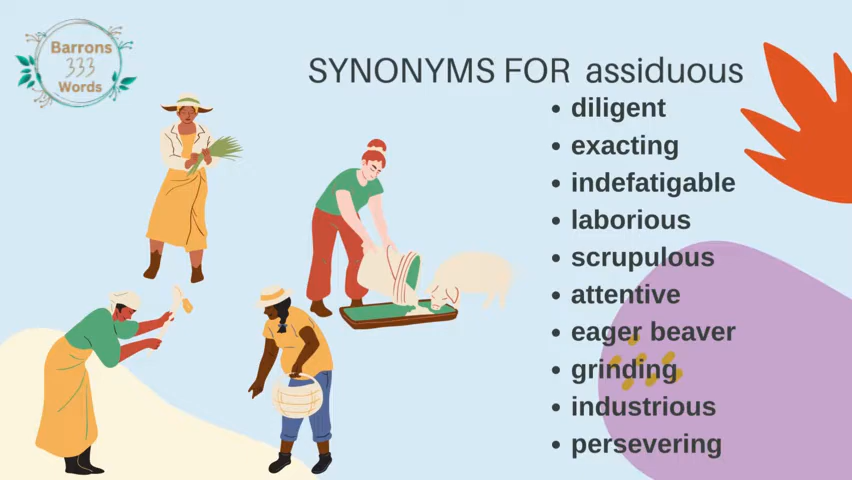 Barrons
333
Words
SYNONYMS FOR assiduous
• diligent
• exacting
• indefatigable
• laborious
• scrupulous
• attentive
• eager beaver
• grinding
• industrious
• persevering